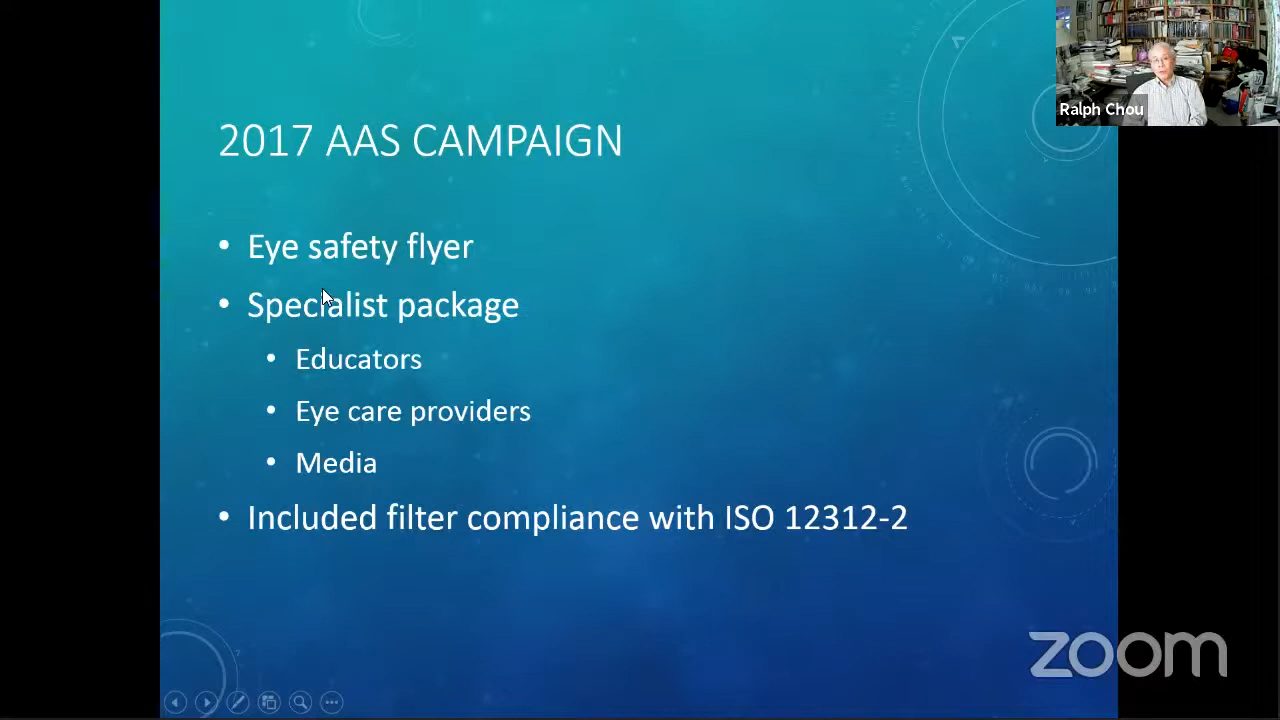 2017 AAS CAMPAIGN
• Eye safety flyer
• Specialist package
• Educators
• Eye care providers
• Media
• Included filter compliance with ISO 12312-2
Ralph Chou
zoom